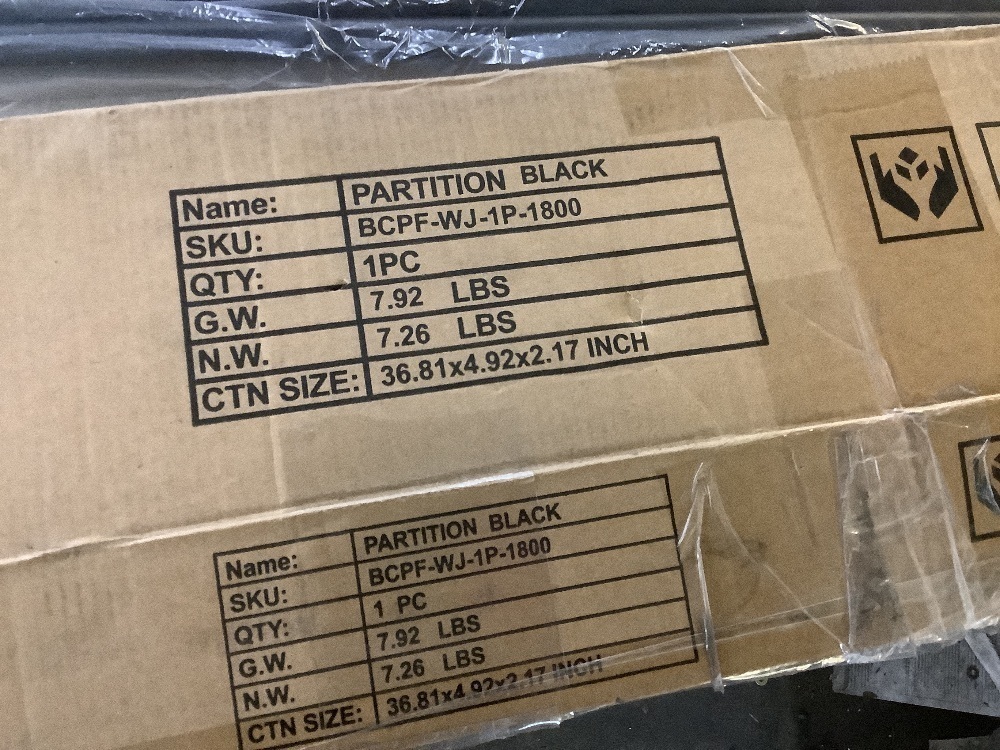 Name: PARTITION BLACK
SKU: BCPF-WJ-1P-1800
QTY: 1PC
G.W. 7.92 LBS
N.W. 7.26 LBS
CTN SIZE: 36.81x4.92x2.17 INCH
Name: PARTITION BLACK
SKU: BCPF-WJ-1P-1800
QTY: 1 PC
G.W. 7.92 LBS
N.W. 7.26 LBS
CTN SIZE: 36.81x4.92x2.17 INCH